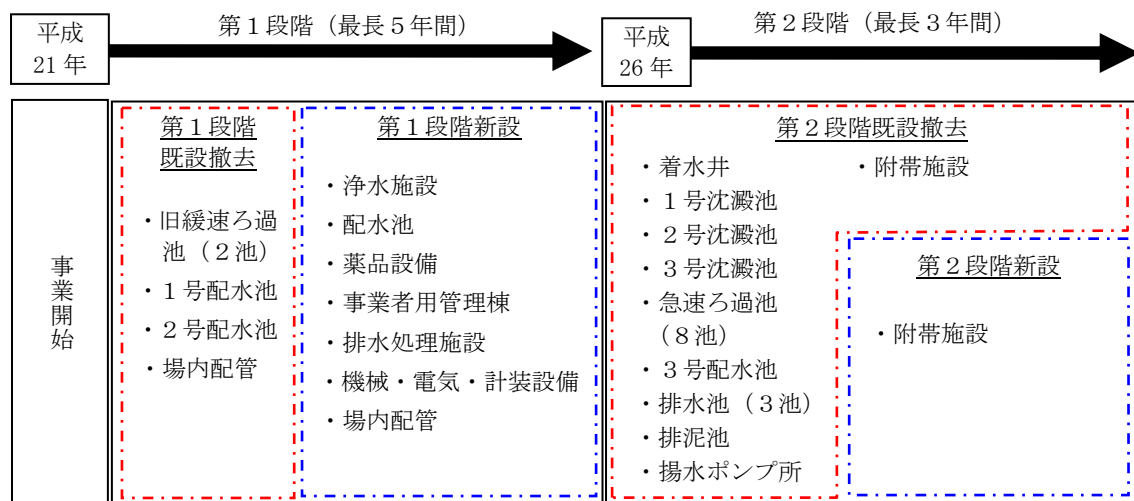 平成
21 年
第１段階（最長５年間）
平成
26 年
第２段階（最長３年間）
事業開始
第１段階
既設撤去
・旧緩速ろ過
池（２池）
・１号配水池
・２号配水池
・場内配管
第１段階新設
・浄水施設
・配水池
・薬品設備
・事業者用管理棟
・排水処理施設
・機械・電気・計装設備
・場内配管
第２段階既設撤去
・着水井
・１号沈澱池
・２号沈澱池
・３号沈澱池
・急速ろ過池
（８池）
・３号配水池
・排水池（３池）
・排泥池
・揚水ポンプ所
・附帯施設
第２段階新設
・附帯施設